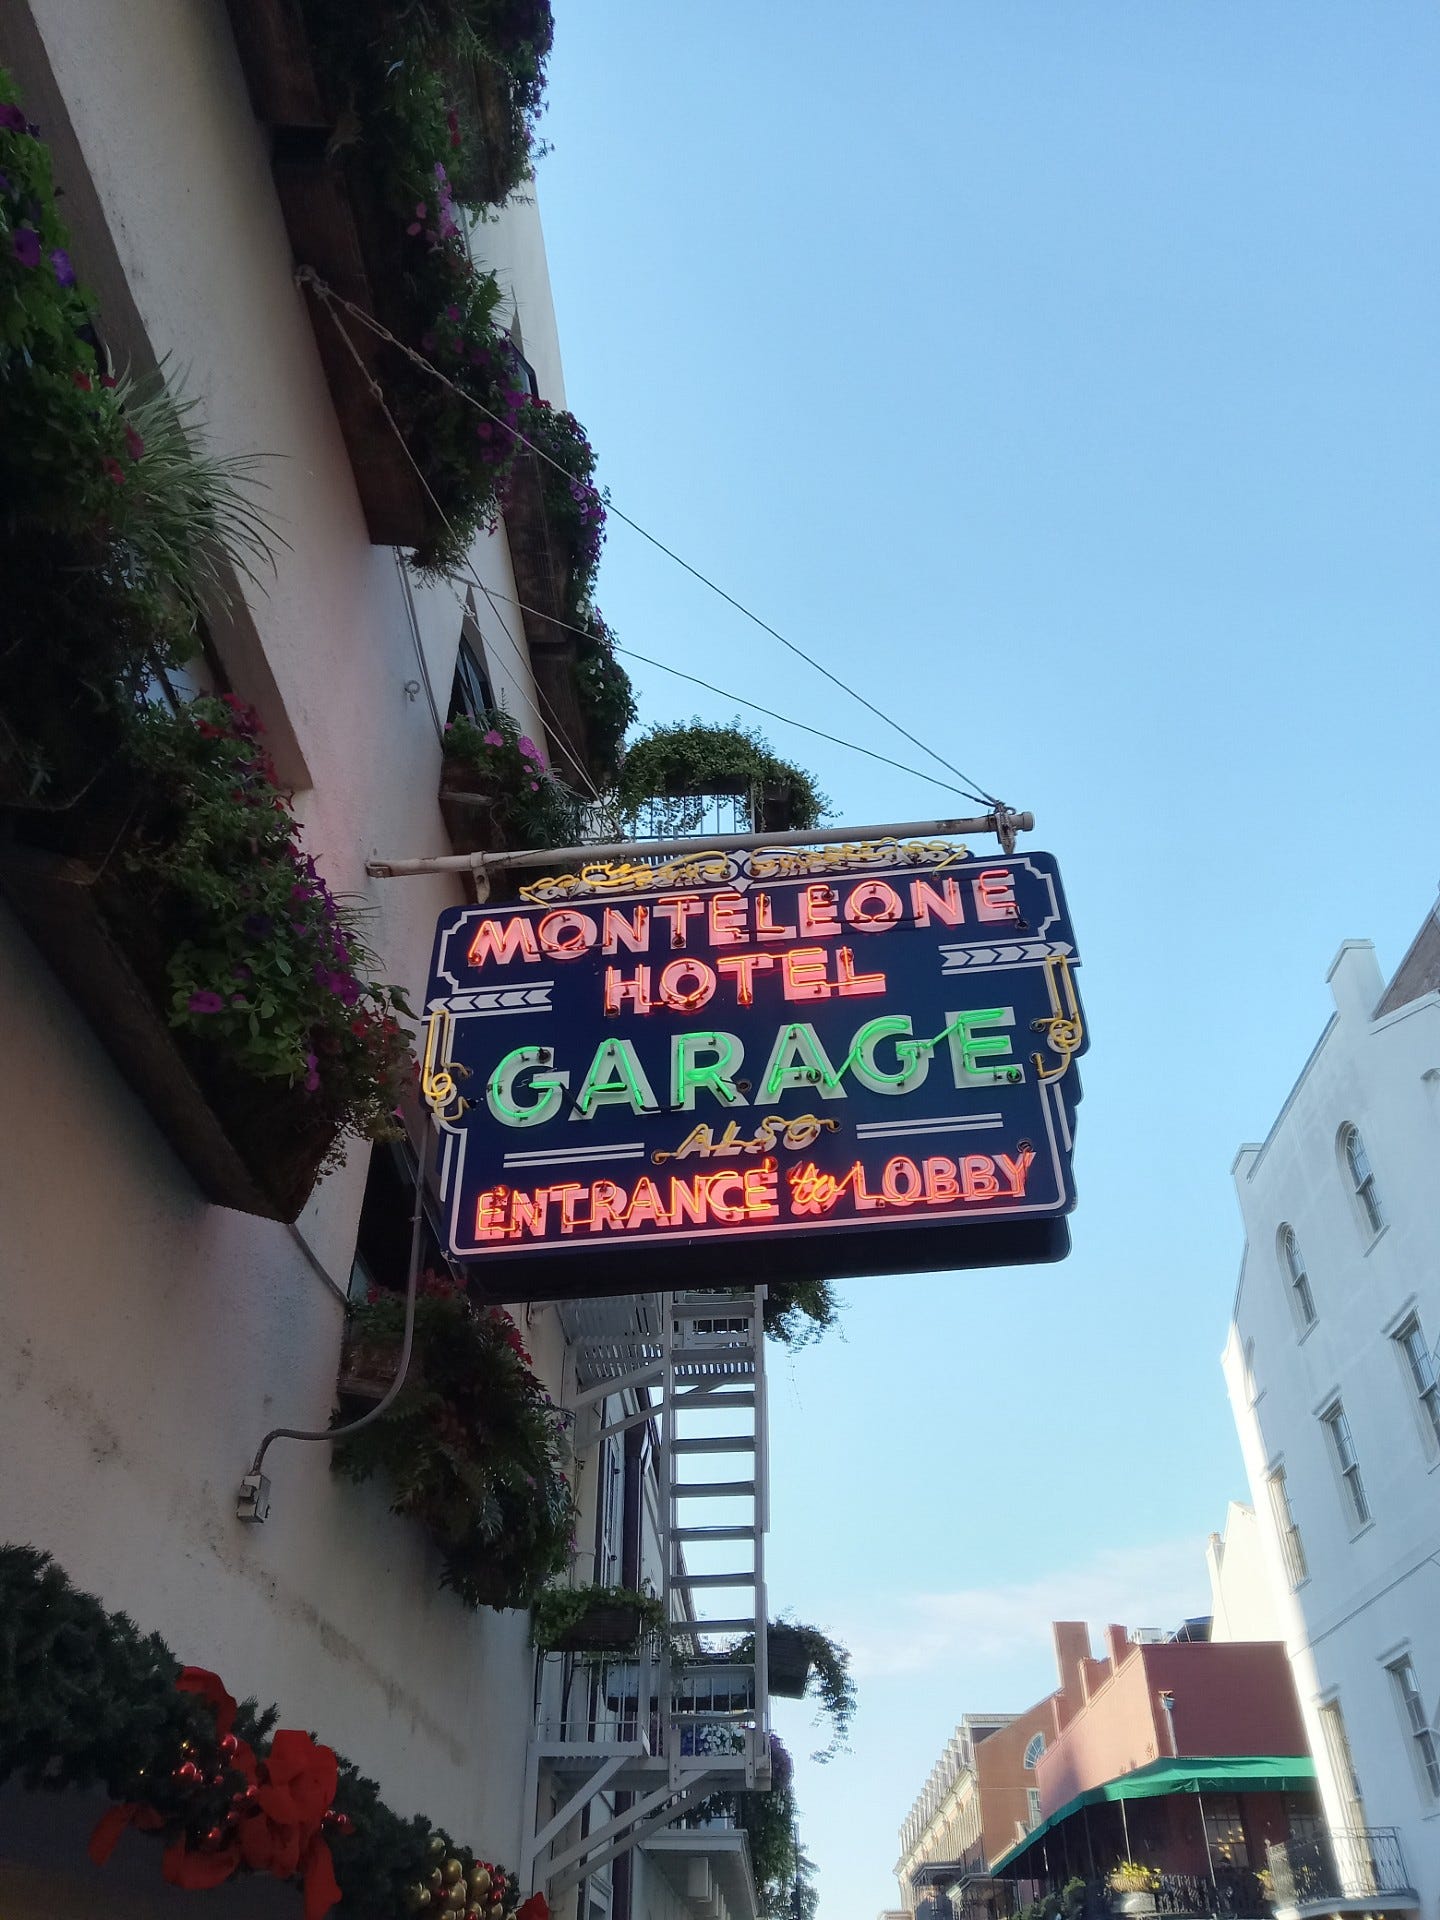 MONTELEONE
HOTEL
GARAGE
ALSO
ENTRANCE to LOBBY